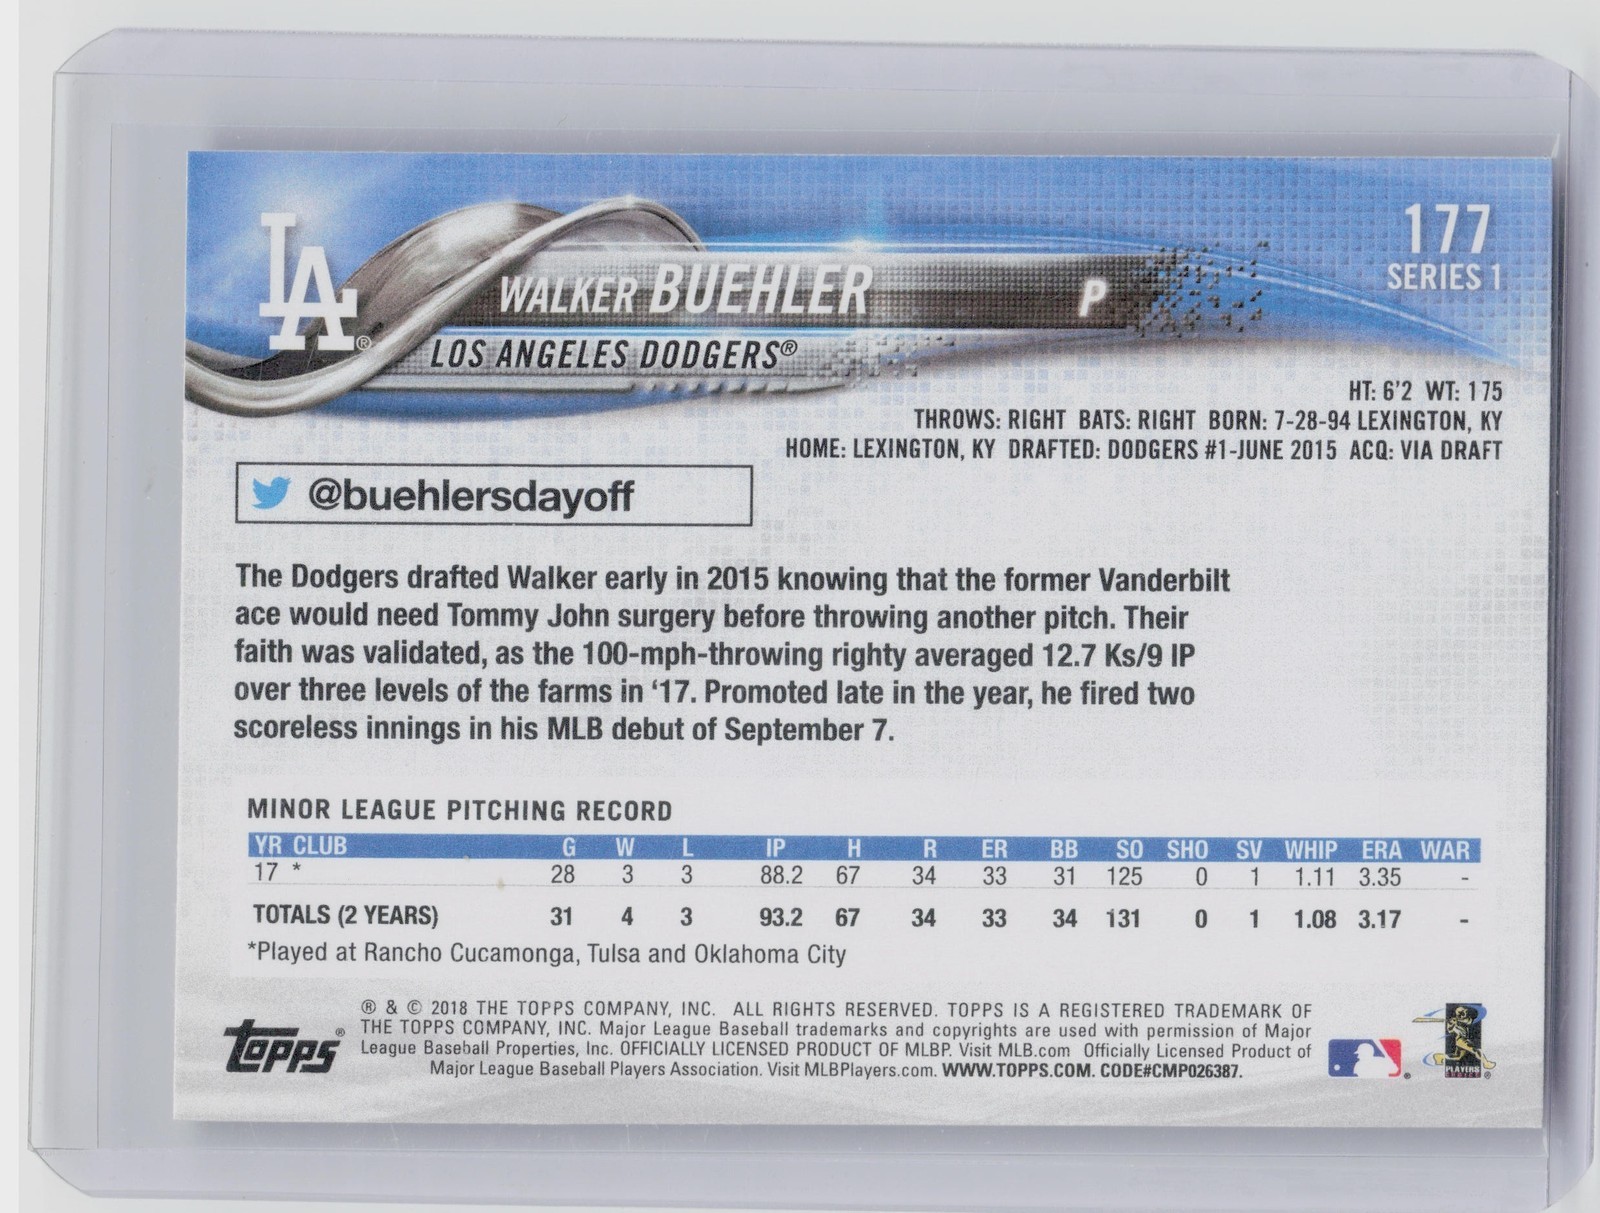 LA®
177
SERIES 1
WALKER BUEHLER P
LOS ANGELES DODGERS®
HT: 6'2 WT: 175
THROWS: RIGHT BATS: RIGHT BORN: 7-28-94 LEXINGTON, KY
HOME: LEXINGTON, KY DRAFTED: DODGERS #1-JUNE 2015 ACQ: VIA DRAFT
@buehlersdayoff
The Dodgers drafted Walker early in 2015 knowing that the former Vanderbilt
ace would need Tommy John surgery before throwing another pitch. Their
faith was validated, as the 100-mph-throwing righty averaged 12.7 Ks/9 IP
over three levels of the farms in ‘17. Promoted late in the year, he fired two
scoreless innings in his MLB debut of September 7.
MINOR LEAGUE PITCHING RECORD
YR CLUB G W L IP H R ER BB SO SHO SV WHIP ERA WAR
17 * 28 3 3 88.2 67 34 33 31 125 0 1 1.11 3.35 -
TOTALS (2 YEARS) 31 4 3 93.2 67 34 33 34 131 0 1 1.08 3.17 -
*Played at Rancho Cucamonga, Tulsa and Oklahoma City
® & © 2018 THE TOPPS COMPANY, INC. ALL RIGHTS RESERVED. TOPPS IS A REGISTERED TRADEMARK OF
THE TOPPS COMPANY, INC. Major League Baseball trademarks and copyrights are used with permission of Major
League Baseball Properties, Inc. OFFICIALLY LICENSED PRODUCT OF MLBP. Visit MLB.com Officially Licensed Product of
Major League Baseball Players Association. Visit MLBPlayers.com. WWW.TOPPS.COM. CODE#CMP026387.
topps®
PLAYERS